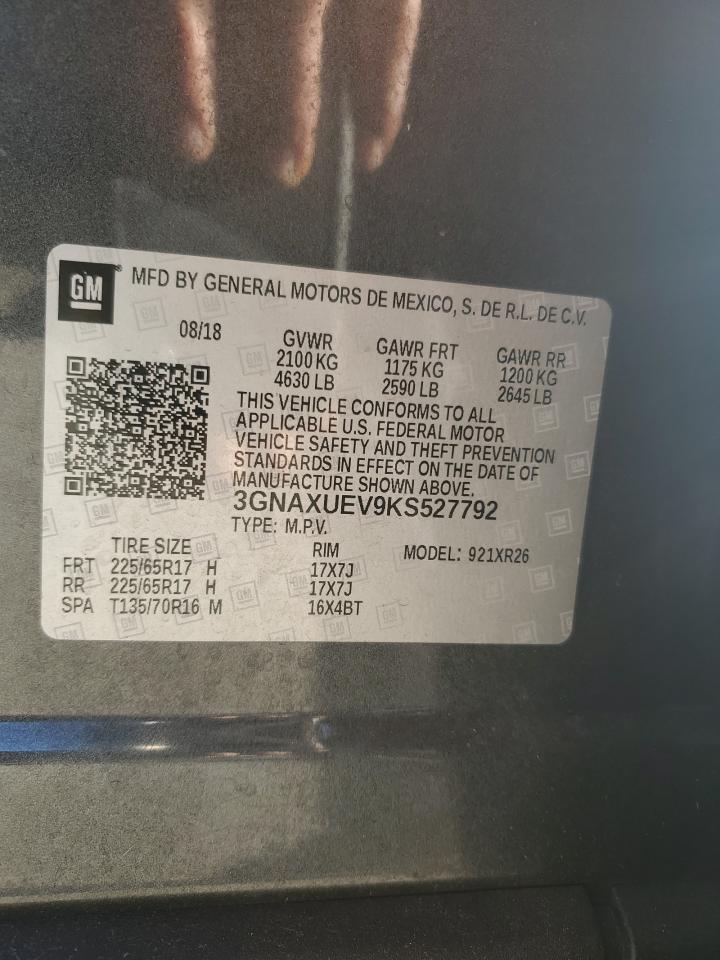 GM
MFD BY GENERAL MOTORS DE MEXICO, S. DE R.L. DE C.V.
08/18 GVWR GAWR FRT GAWR RR
2100 KG 1175 KG 1200 KG
4630 LB 2590 LB 2645 LB
THIS VEHICLE CONFORMS TO ALL
APPLICABLE U.S. FEDERAL MOTOR
VEHICLE SAFETY AND THEFT PREVENTION
STANDARDS IN EFFECT ON THE DATE OF
MANUFACTURE SHOWN ABOVE.
3GNAXUEV9KS527792
TYPE: M.P.V.
TIRE SIZE RIM MODEL: 921XR26
FRT 225/65R17 H 17X7J
RR 225/65R17 H 17X7J
SPA T135/70R16 M 16X4BT